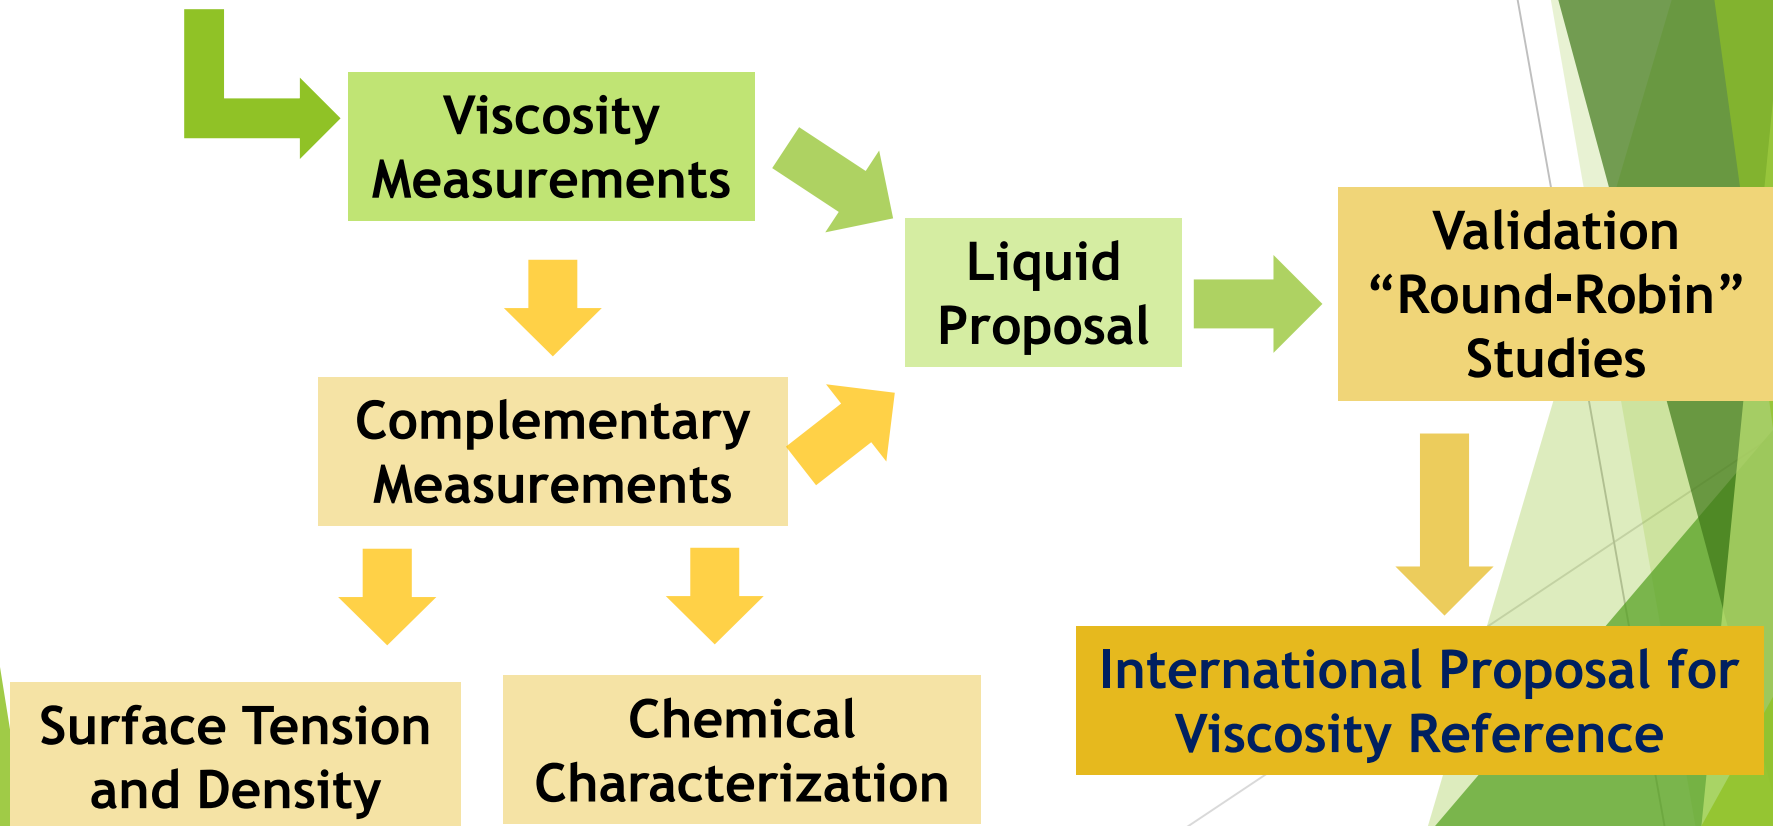 Viscosity
Measurements
Liquid
Proposal
Validation
“Round-Robin”
Studies
Complementary
Measurements
Surface Tension
and Density
Chemical
Characterization
International Proposal for
Viscosity Reference